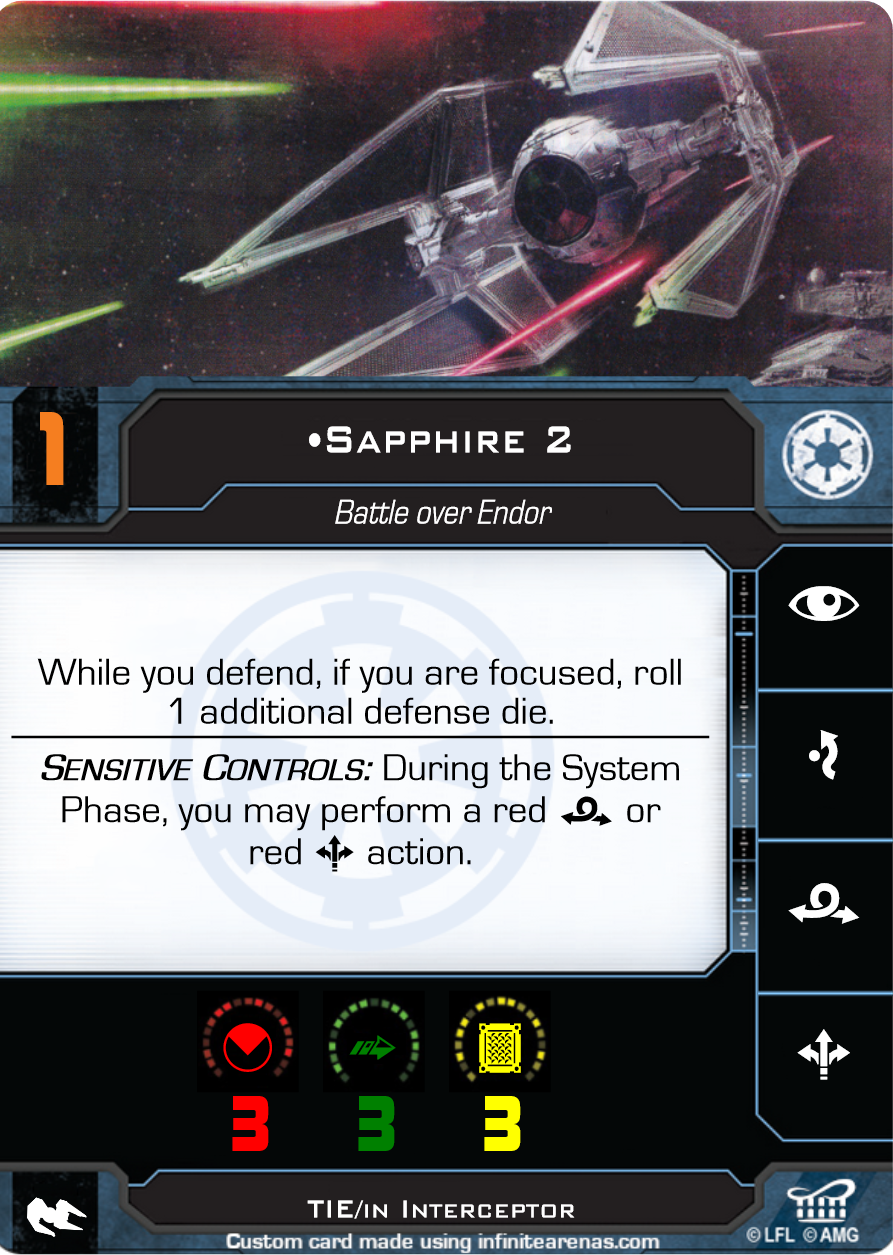 1
•SAPPHIRE 2
Battle over Endor
While you defend, if you are focused, roll
1 additional defense die.
SENSITIVE CONTROLS: During the System
Phase, you may perform a red or
red action.
3 3 3
TIE/IN INTERCEPTOR
© LFL © AMG
Custom card made using infinitearenas.com